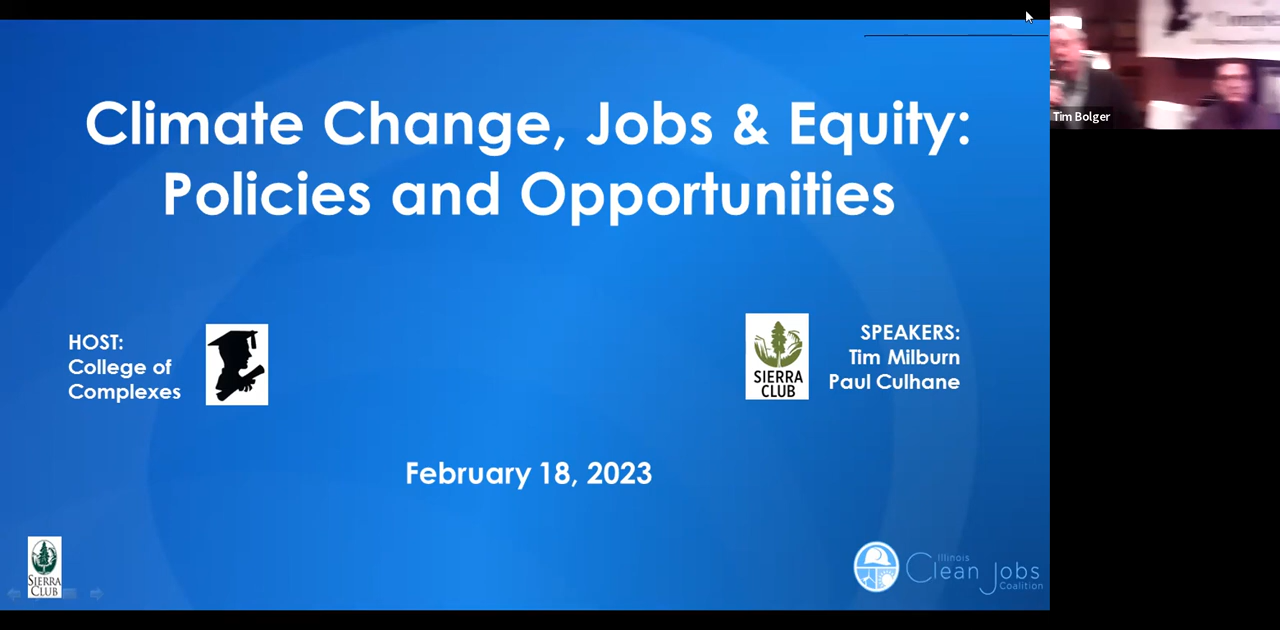 Climate Change, Jobs & Equity:
Policies and Opportunities
HOST:
College of
Complexes
SIERRA
CLUB
SPEAKERS:
Tim Milburn
Paul Culhane
February 18, 2023
SIERRA
CLUB
Illinois
Clean Jobs
Coalition
Tim Bolger